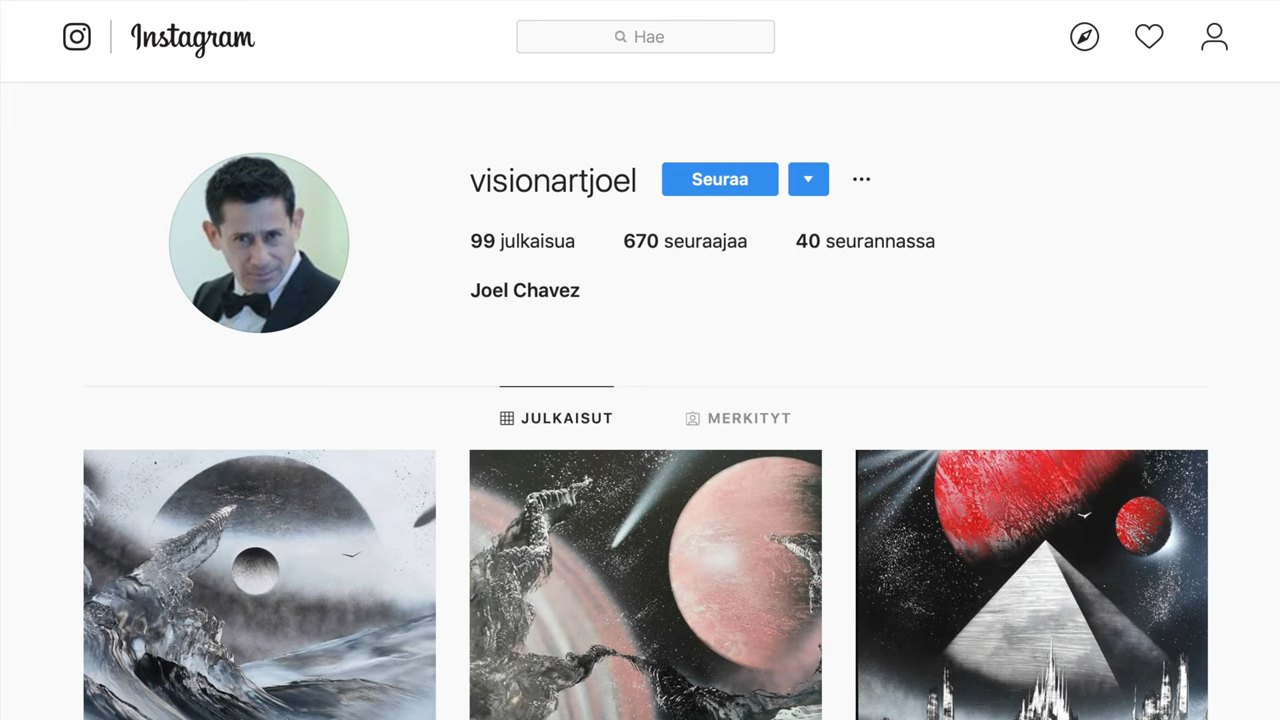 Instagram
Hae
visionartjoel Seuraa
99 julkaisua 670 seuraajaa 40 seurannassa
Joel Chavez
JULKAISUT MERKITYT